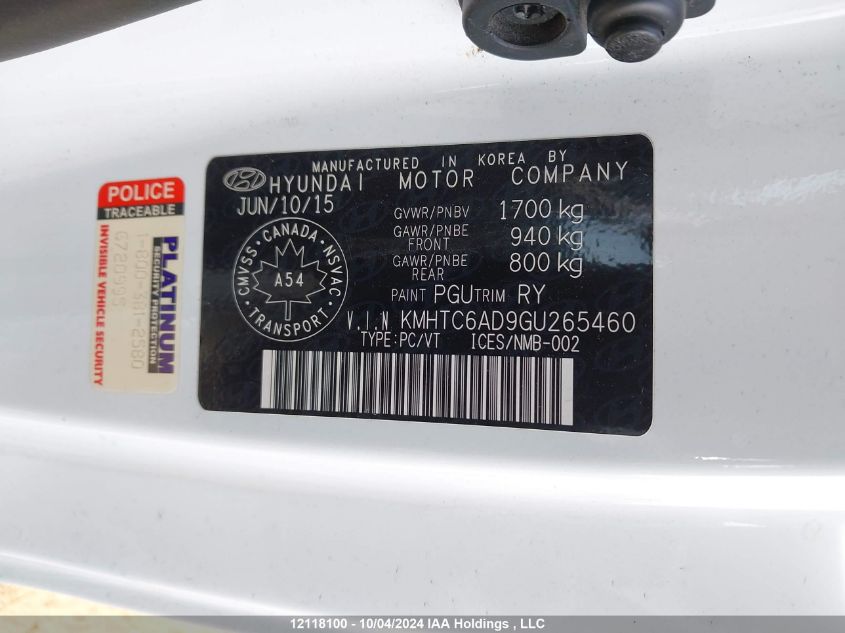 MANUFACTURED IN KOREA BY
HYUNDAI MOTOR COMPANY
JUN/10/15
GVWR/PNBV 1700 kg
GAWR/PNBE FRONT 940 kg
GAWR/PNBE REAR 800 kg
CMVSS · CANADA · NSVAC
A54
TRANSPORT
PAINT PGU TRIM RY
V.I.N KMHTC6AD9GU265460
TYPE:PC/VT ICES/NMB-002
POLICE
TRACEABLE
INVISIBLE VEHICLE SECURITY
PLATINUM
SECURITY PROTECTION
12118100 - 10/04/2024 IAA Holdings , LLC